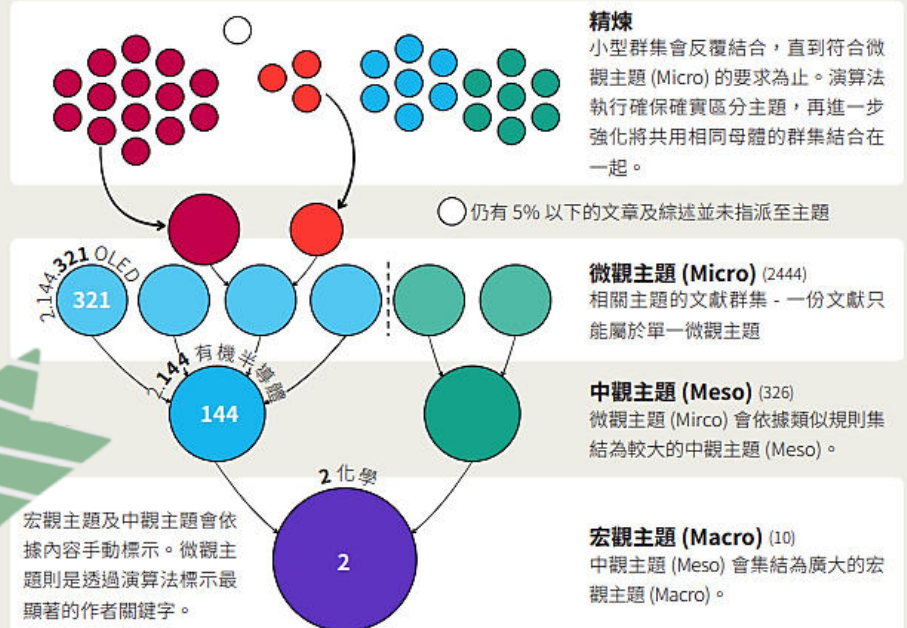 精煉
小型群集會反覆結合，直到符合微
觀主題 (Micro) 的要求為止。演算法
執行確保確實區分主題，再進一步
強化將共用相同母體的群集結合在
一起。
仍有 5% 以下的文章及綜述並未指派至主題
2.144.321 OLED
321
微觀主題 (Micro) (2444)
相關主題的文獻群集 - 一份文獻只
能屬於單一微觀主題
2.144 有機半導體
144
中觀主題 (Meso) (326)
微觀主題 (Mirco) 會依據類似規則集
結為較大的中觀主題 (Meso)。
2 化學
2
宏觀主題及中觀主題會依
據內容手動標示。微觀主
題則是透過演算法標示最
顯著的作者關鍵字。
宏觀主題 (Macro) (10)
中觀主題 (Meso) 會集結為廣大的宏
觀主題 (Macro)。